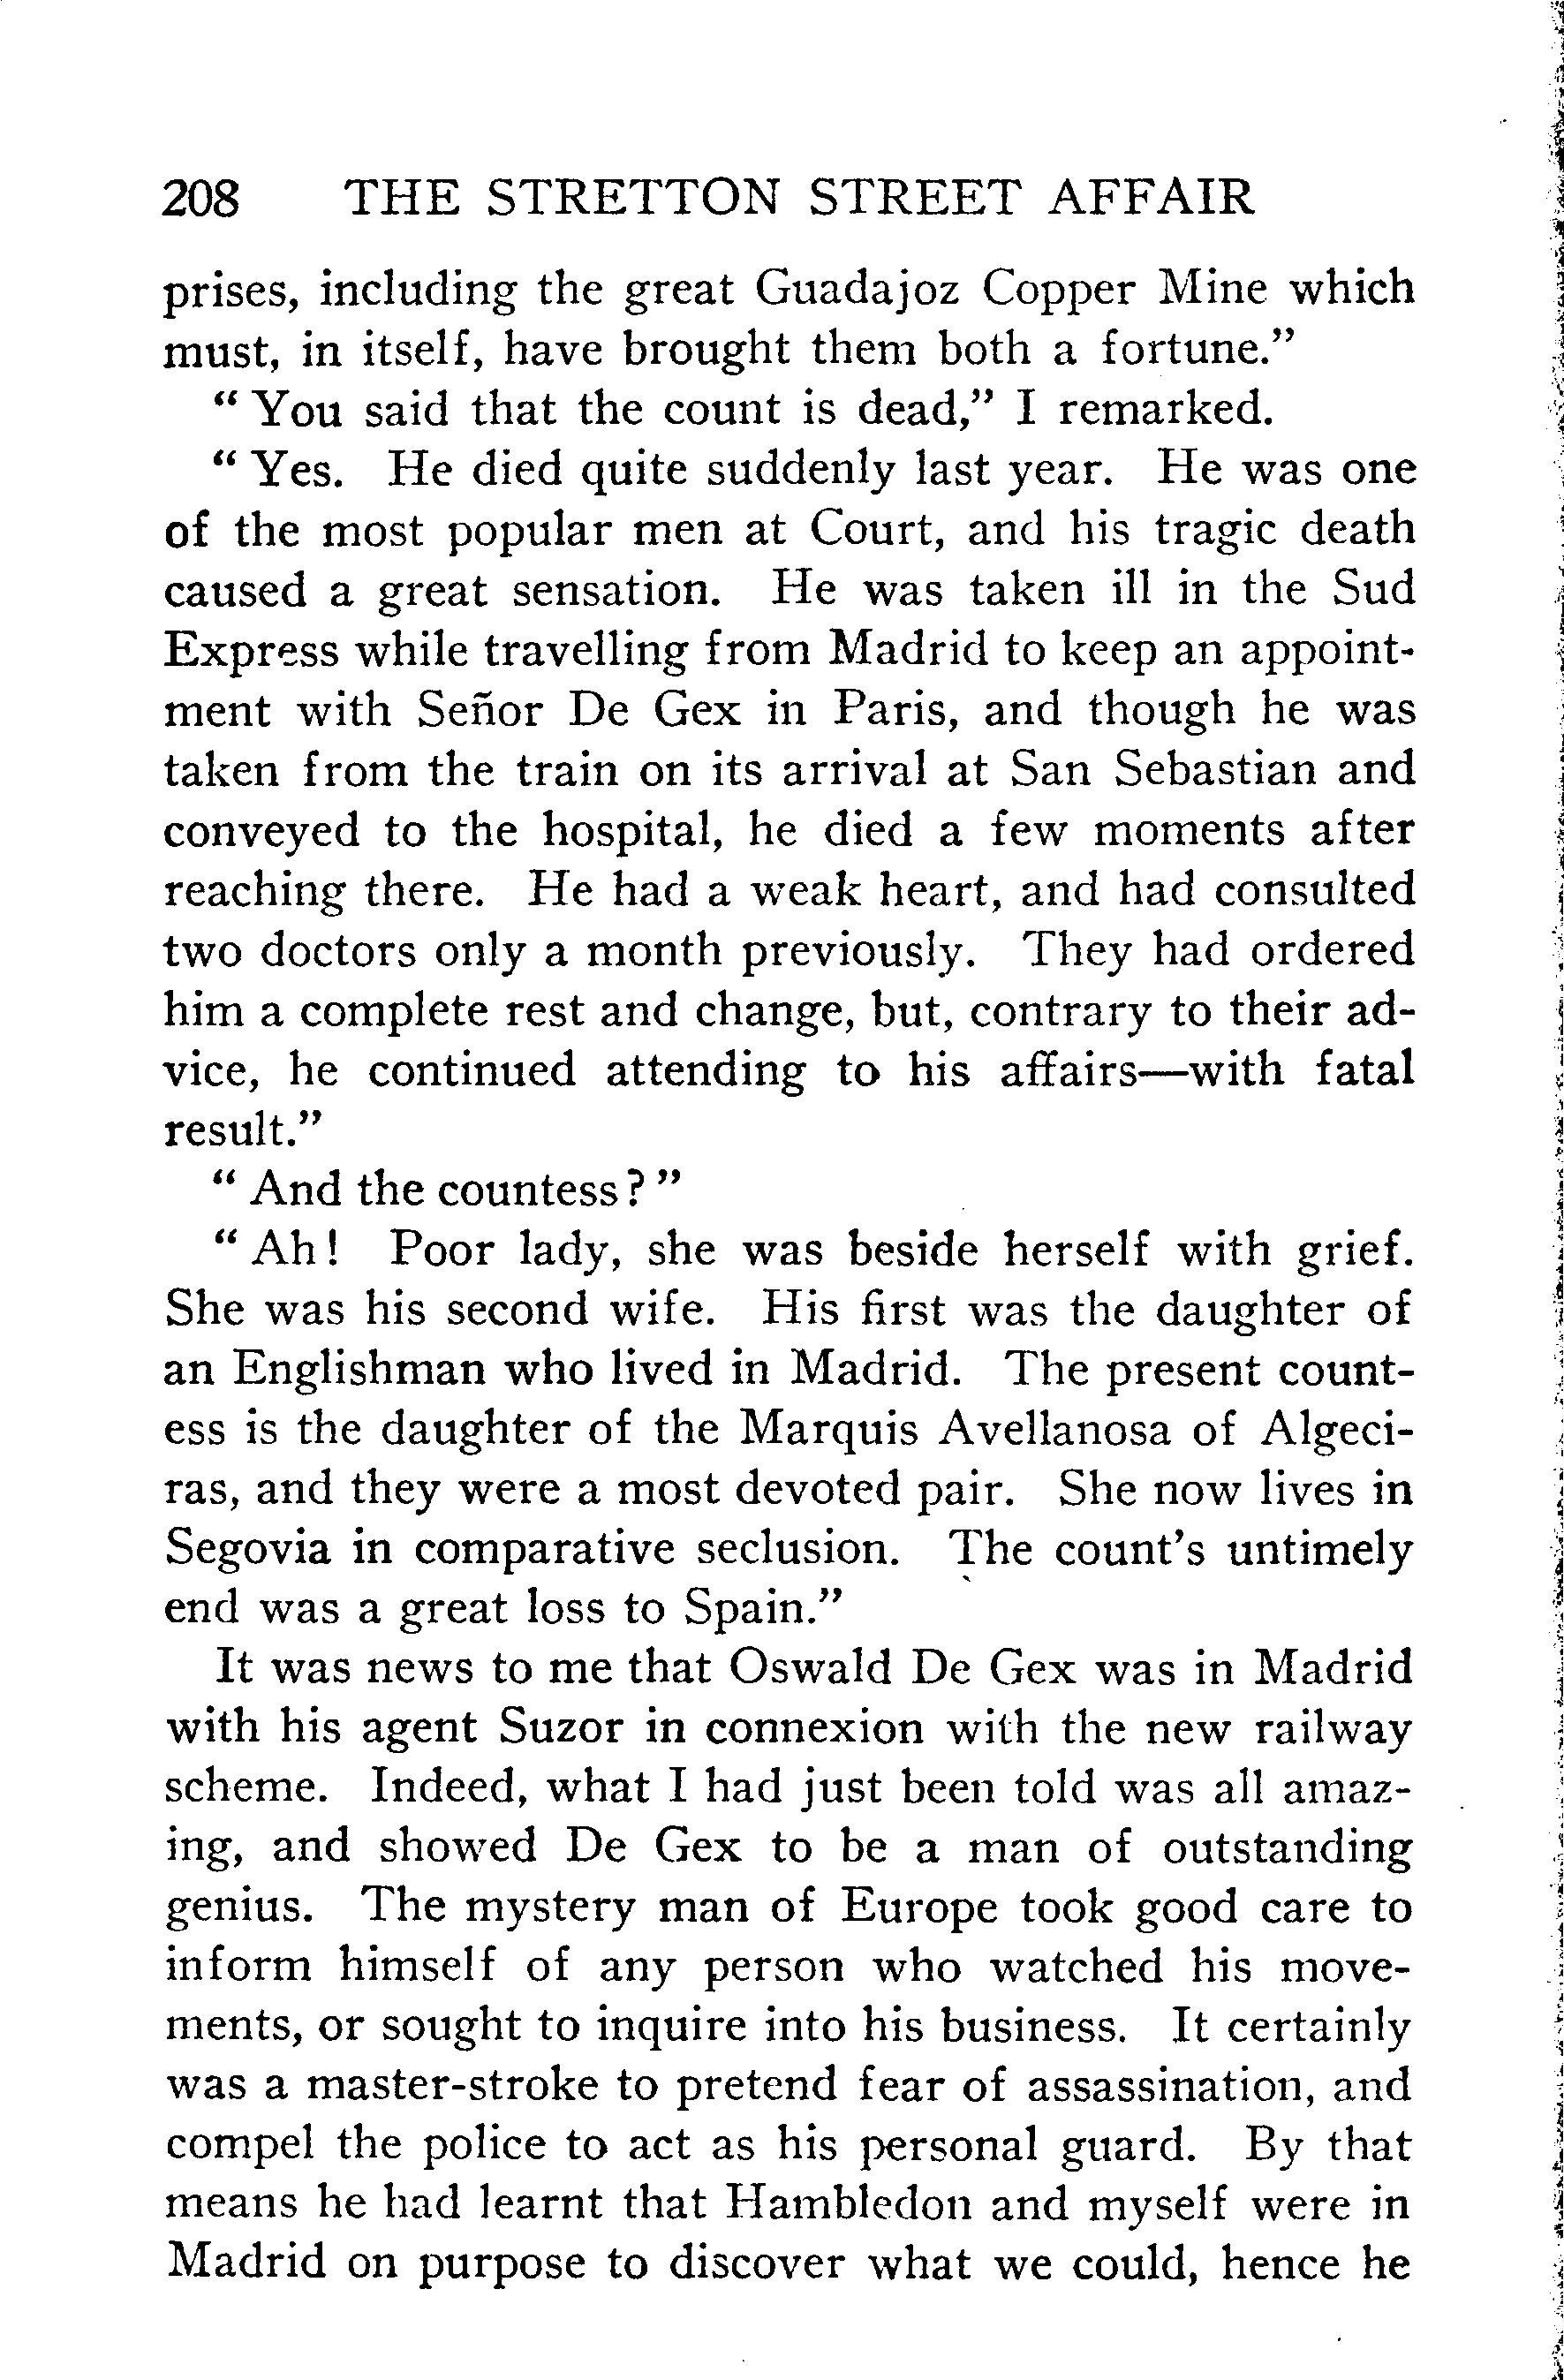 208 THE STRETTON STREET AFFAIR
prises, including the great Guadajoz Copper Mine which
must, in itself, have brought them both a fortune.”
“ You said that the count is dead,” I remarked.
“ Yes. He died quite suddenly last year. He was one
of the most popular men at Court, and his tragic death
caused a great sensation. He was taken ill in the Sud
Express while travelling from Madrid to keep an appoint-
ment with Señor De Gex in Paris, and though he was
taken from the train on its arrival at San Sebastian and
conveyed to the hospital, he died a few moments after
reaching there. He had a weak heart, and had consulted
two doctors only a month previously. They had ordered
him a complete rest and change, but, contrary to their ad-
vice, he continued attending to his affairs—with fatal
result.”
“ And the countess ? ”
“ Ah ! Poor lady, she was beside herself with grief.
She was his second wife. His first was the daughter of
an Englishman who lived in Madrid. The present count-
ess is the daughter of the Marquis Avellanosa of Algeci-
ras, and they were a most devoted pair. She now lives in
Segovia in comparative seclusion. The count’s untimely
end was a great loss to Spain.”
It was news to me that Oswald De Gex was in Madrid
with his agent Suzor in connexion with the new railway
scheme. Indeed, what I had just been told was all amaz-
ing, and showed De Gex to be a man of outstanding
genius. The mystery man of Europe took good care to
inform himself of any person who watched his move-
ments, or sought to inquire into his business. It certainly
was a master-stroke to pretend fear of assassination, and
compel the police to act as his personal guard. By that
means he had learnt that Hambledon and myself were in
Madrid on purpose to discover what we could, hence he